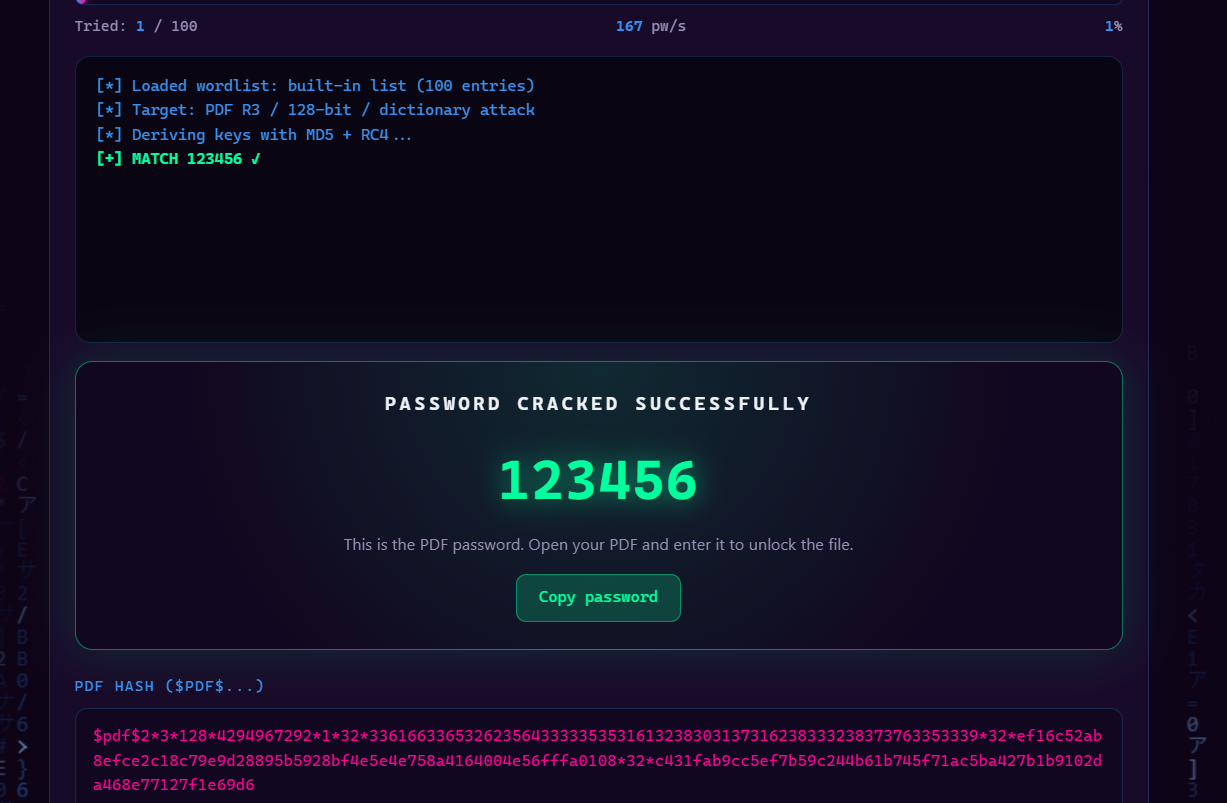 Tried: 1 / 100
167 pw/s
1%
[*] Loaded wordlist: built-in list (100 entries)
[*] Target: PDF R3 / 128-bit / dictionary attack
[*] Deriving keys with MD5 + RC4...
[+] MATCH 123456 ✓
PASSWORD CRACKED SUCCESSFULLY
123456
This is the PDF password. Open your PDF and enter it to unlock the file.
Copy password
PDF HASH ($PDF$...)
$pdf$2*3*128*4294967292*1*32*3361663365326235643333353531613238303137316238333238373763353339*32*ef16c52ab
8efce2c18c79e9d28895b5928bf4e5e4e758a4164004e56fffa0108*32*c431fab9cc5ef7b59c244b61b745f71ac5ba427b1b9102d
a468e77127f1e69d6